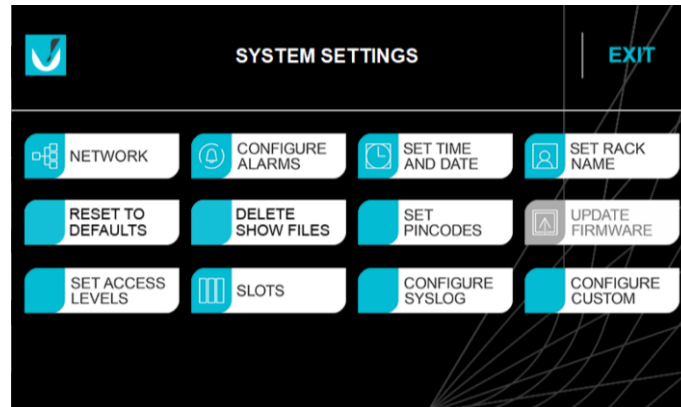 SYSTEM SETTINGS
EXIT
NETWORK
CONFIGURE
ALARMS
SET TIME
AND DATE
SET RACK
NAME
RESET TO
DEFAULTS
DELETE
SHOW FILES
SET
PINCODES
UPDATE
FIRMWARE
SET ACCESS
LEVELS
SLOTS
CONFIGURE
SYSLOG
CONFIGURE
CUSTOM